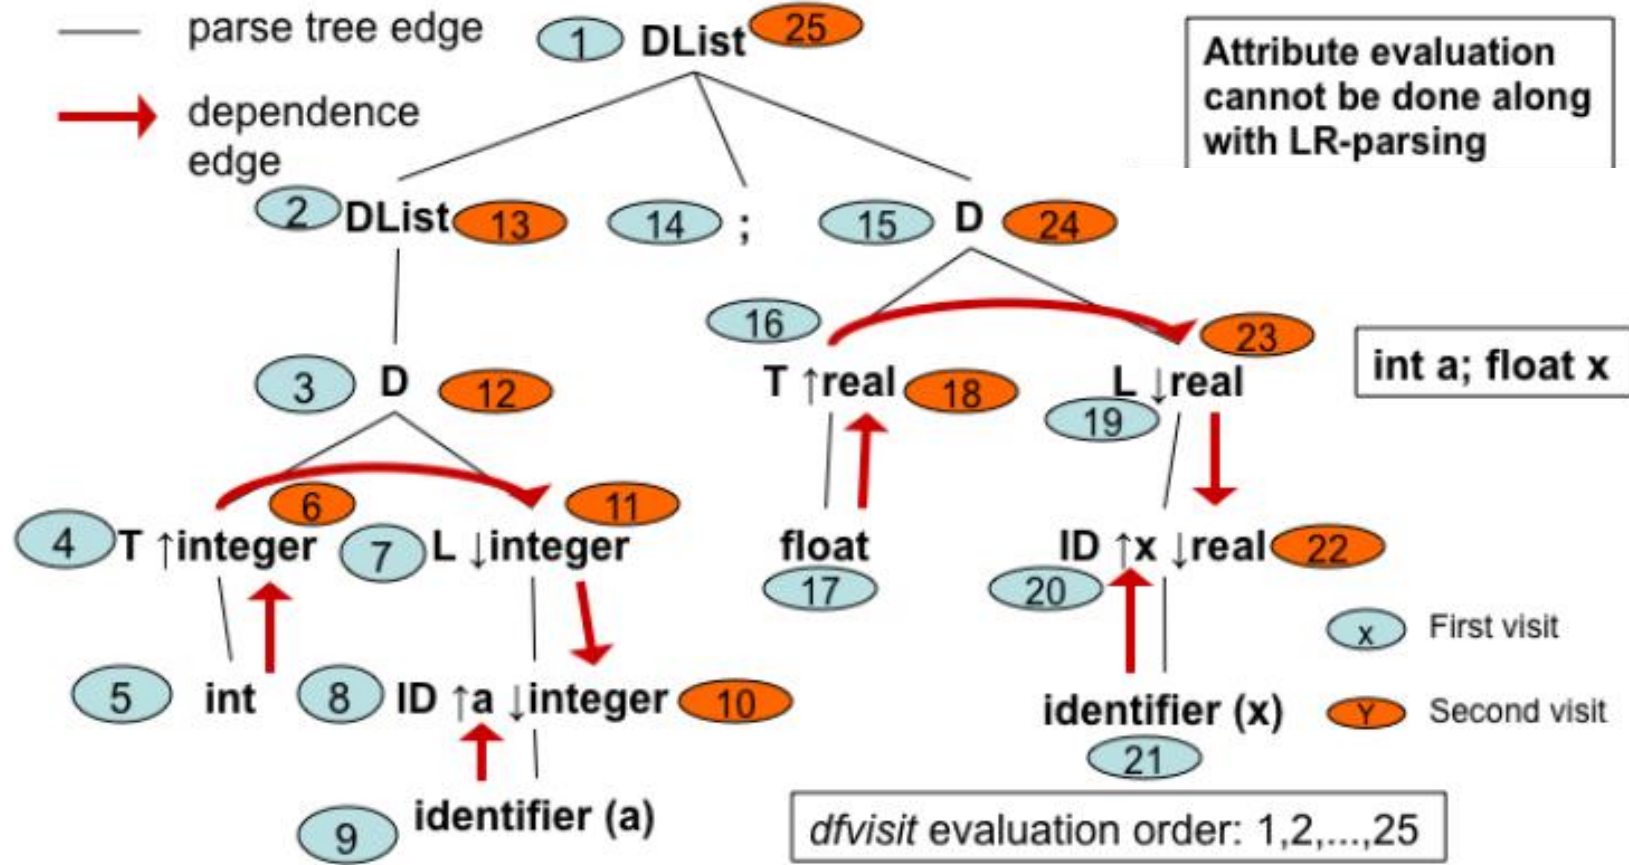 parse tree edge
dependence
edge
1 DList 25
Attribute evaluation
cannot be done along
with LR-parsing
2 DList 13 14 ; 15 D 24
16 23
3 D 12
T ↑real 18 L ↓real
19
int a; float x
6 11
4 T ↑integer 7 L ↓integer
float ID ↑x ↓real 22
17 20
x First visit
5 int 8 ID ↑a ↓integer 10
identifier (x) Y Second visit
21
9 identifier (a)
dfvisit evaluation order: 1,2,...,25